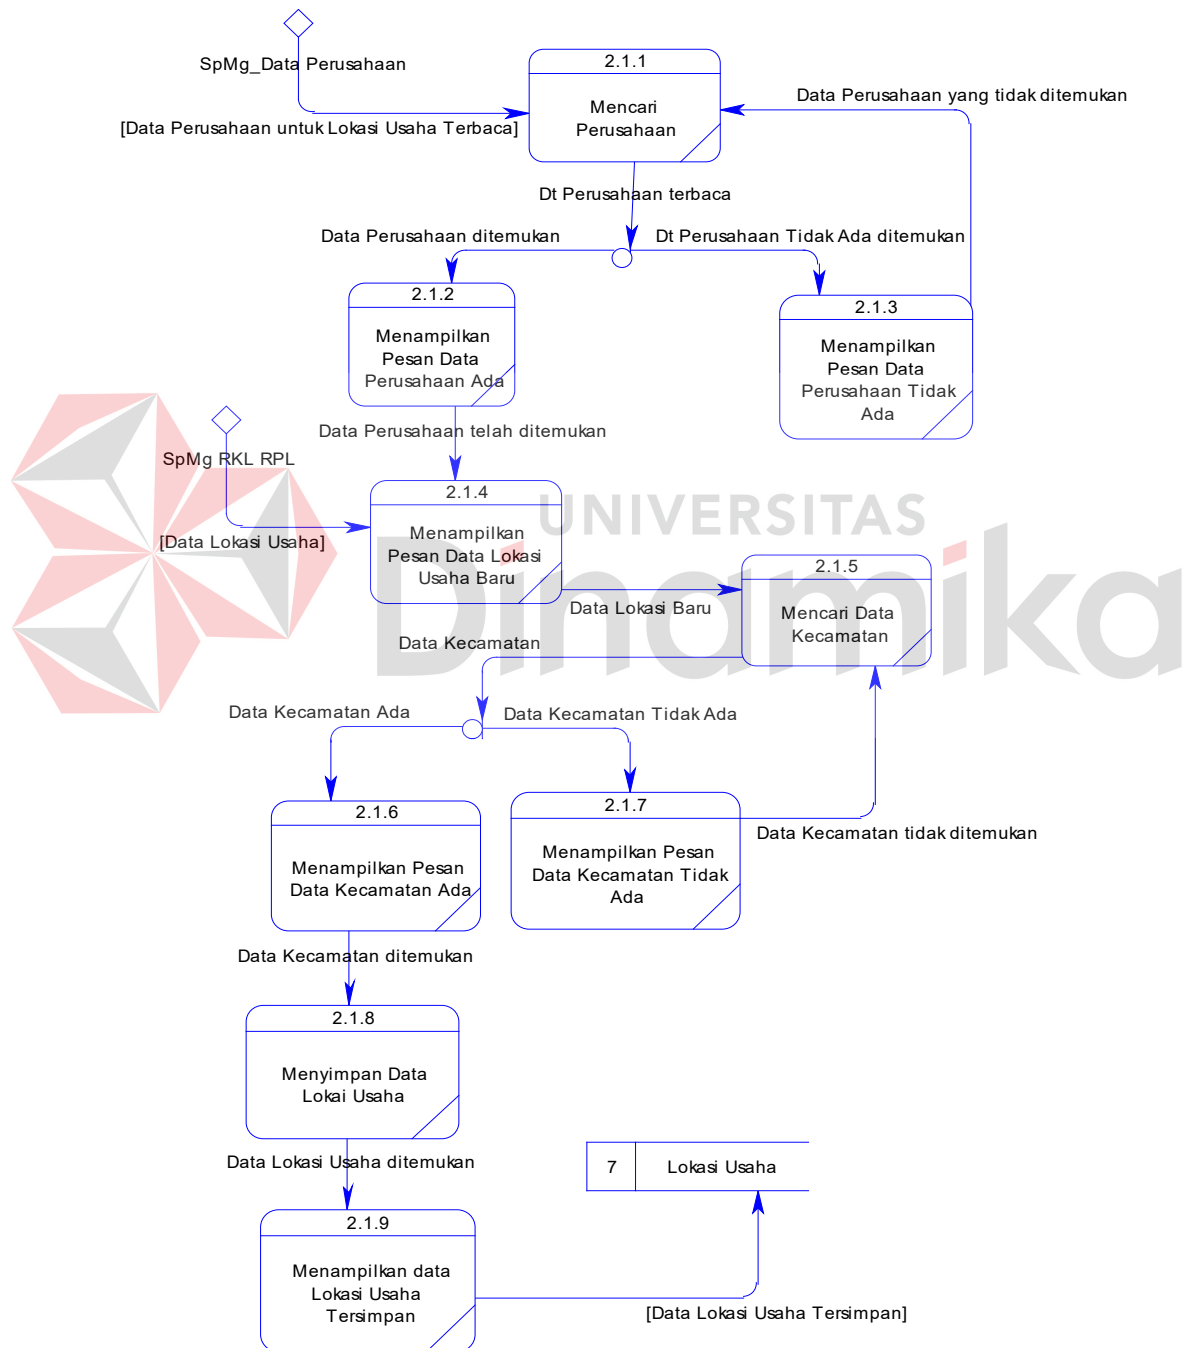 SpMg_Data Perusahaan
[Data Perusahaan untuk Lokasi Usaha Terbaca]
2.1.1
Mencari
Perusahaan
Data Perusahaan yang tidak ditemukan
Dt Perusahaan terbaca
Data Perusahaan ditemukan
Dt Perusahaan Tidak Ada ditemukan
2.1.2
Menampilkan
Pesan Data
Perusahaan Ada
2.1.3
Menampilkan
Pesan Data
Perusahaan Tidak
Ada
Data Perusahaan telah ditemukan
SpMg RKL RPL
[Data Lokasi Usaha]
2.1.4
Menampilkan
Pesan Data Lokasi
Usaha Baru
UNIVERSITAS
Dinamika
Data Lokasi Baru
2.1.5
Mencari Data
Kecamatan
Data Kecamatan
Data Kecamatan Ada
Data Kecamatan Tidak Ada
2.1.6
Menampilkan Pesan
Data Kecamatan Ada
2.1.7
Menampilkan Pesan
Data Kecamatan Tidak
Ada
Data Kecamatan tidak ditemukan
Data Kecamatan ditemukan
2.1.8
Menyimpan Data
Lokai Usaha
Data Lokasi Usaha ditemukan
7 Lokasi Usaha
2.1.9
Menampilkan data
Lokasi Usaha
Tersimpan
[Data Lokasi Usaha Tersimpan]